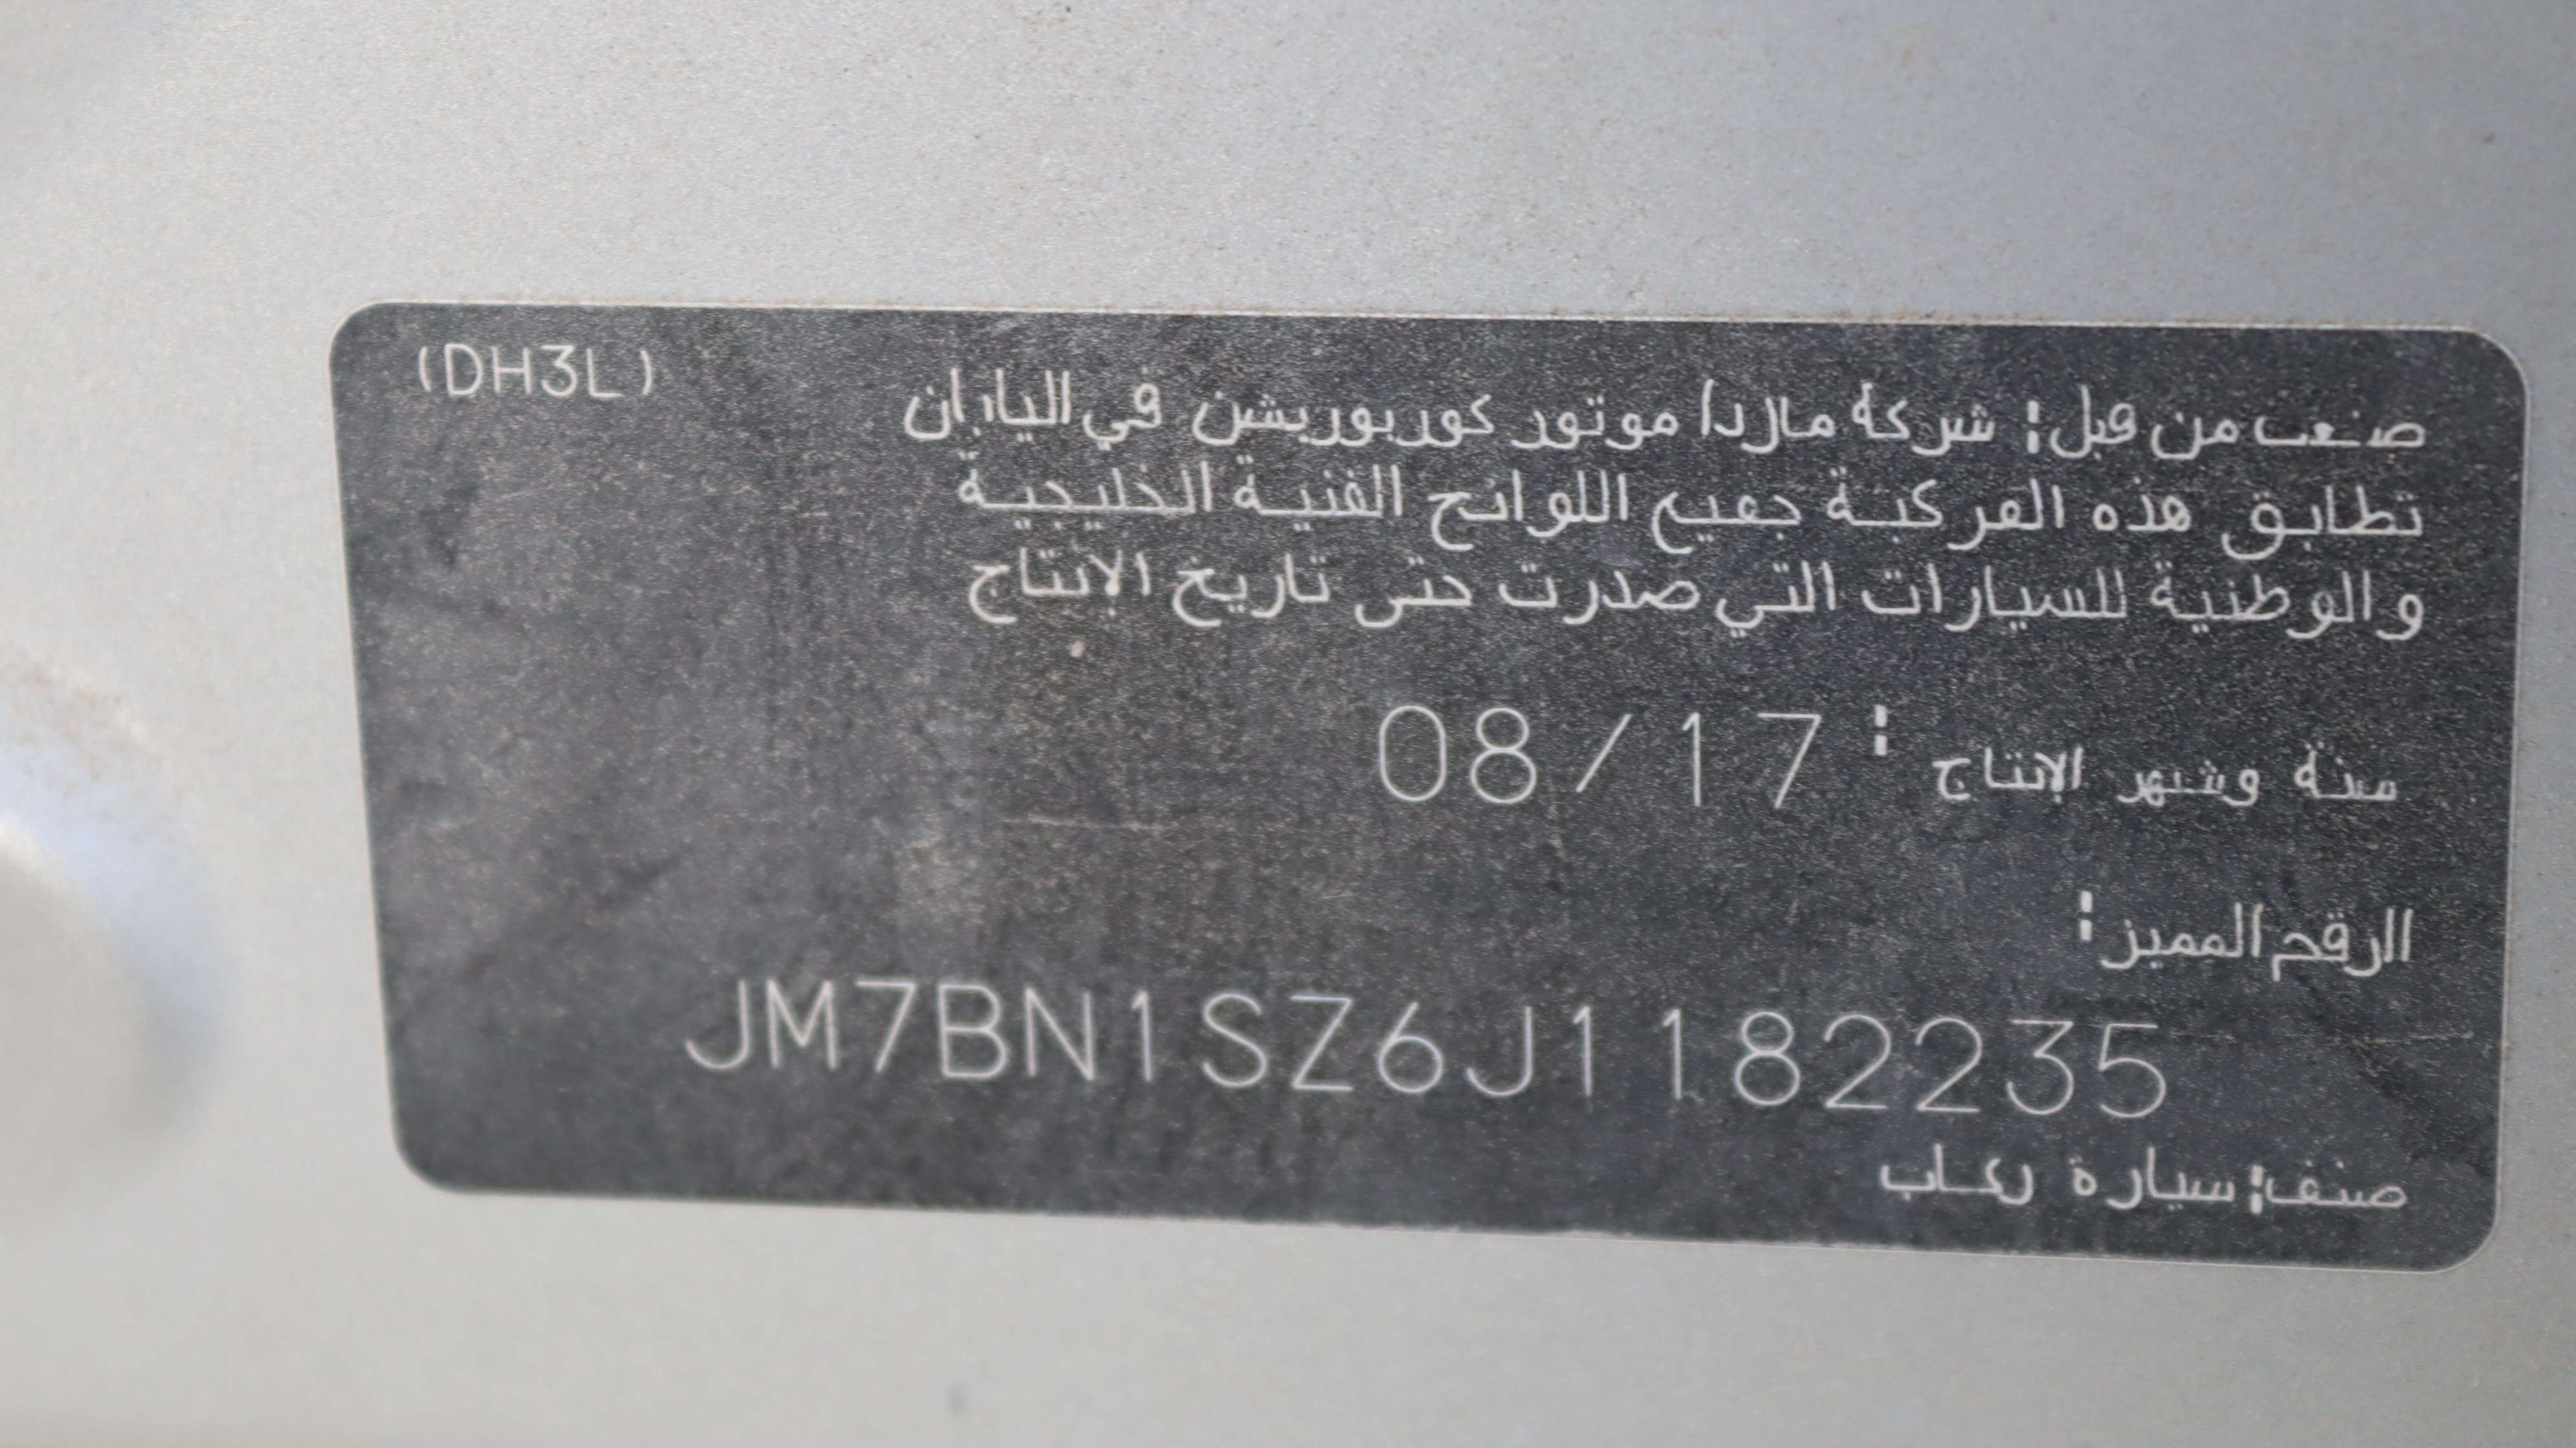 (DH3L)
صنعت من قبل: شركة مازدا موتور كوربوريشن في اليابان
تطابق هذه المركبة جميع اللوائح الفنية الخليجية
والوطنية للسيارات التي صدرت حتى تاريخ الإنتاج
سنة وشهر الإنتاج : 08/17
الرقم المميز:
JM7BN1SZ6J1182235
صنف: سيارة ركاب